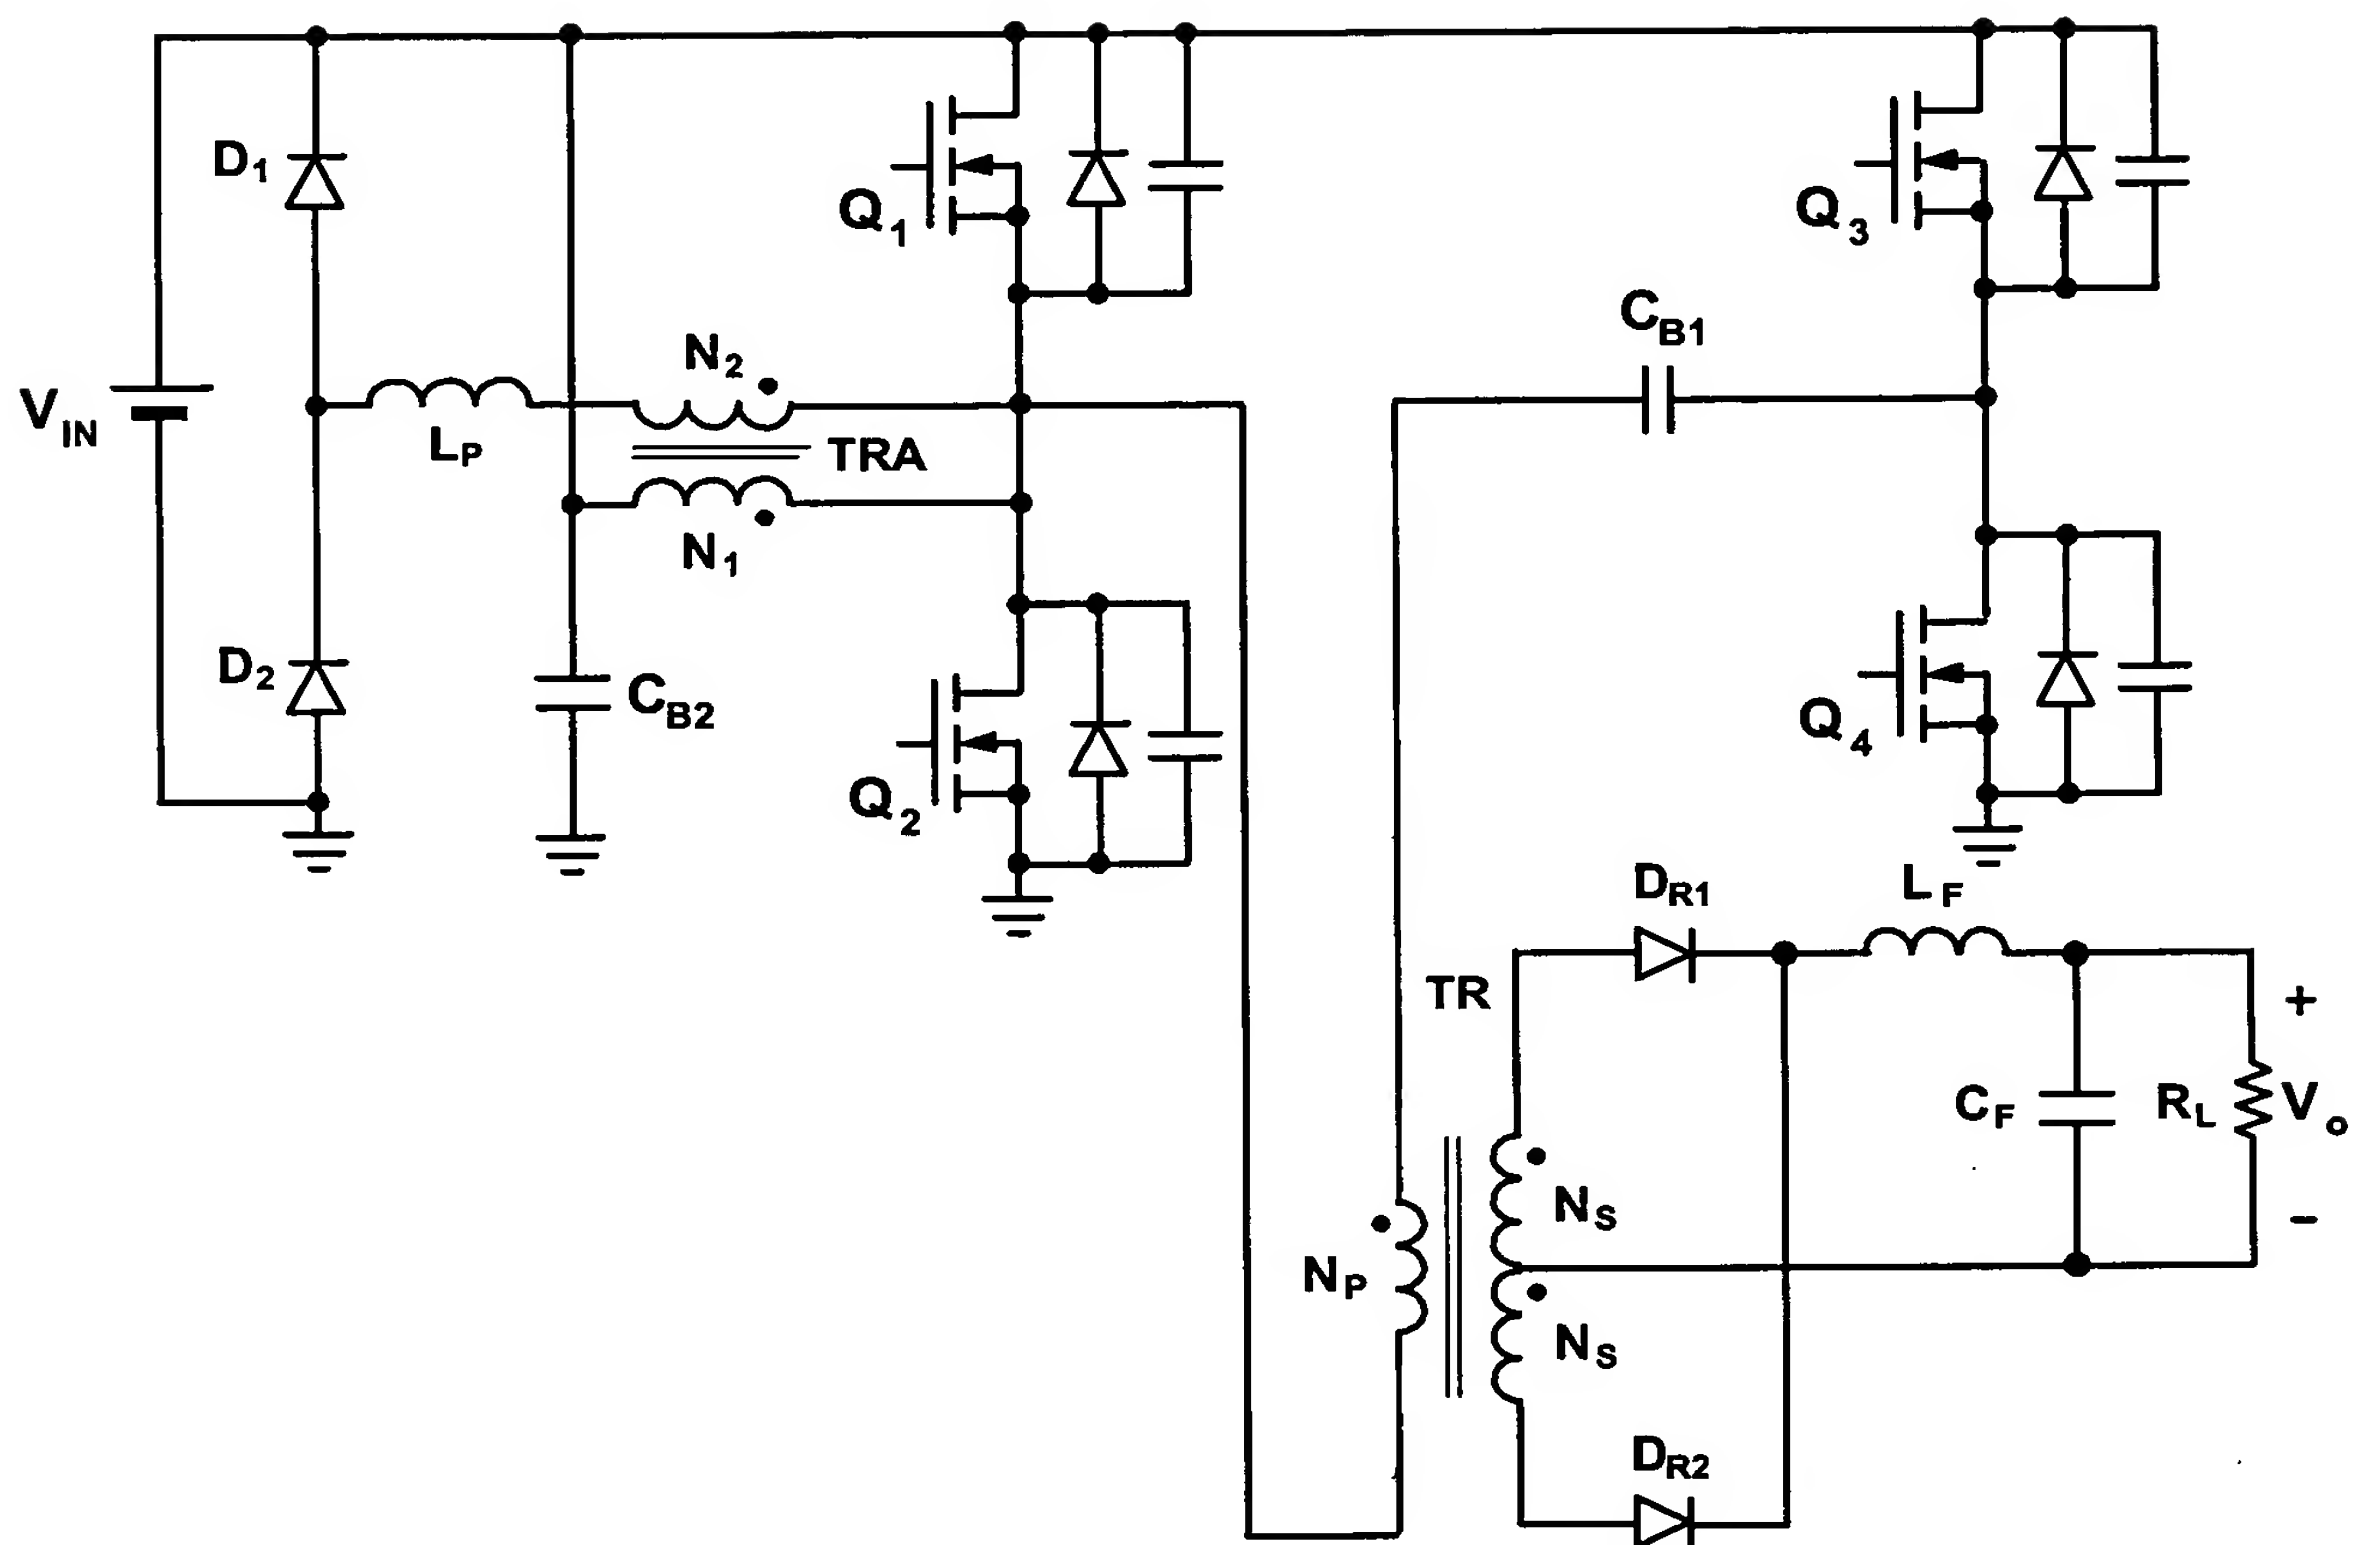 D1
Q1
Q3
CB1
N2
VIN
LP
TRA
N1
D2
CB2
Q2
Q4
DR1
LF
TR
+
CF
RL
Vo
NS
−
NP
NS
DR2